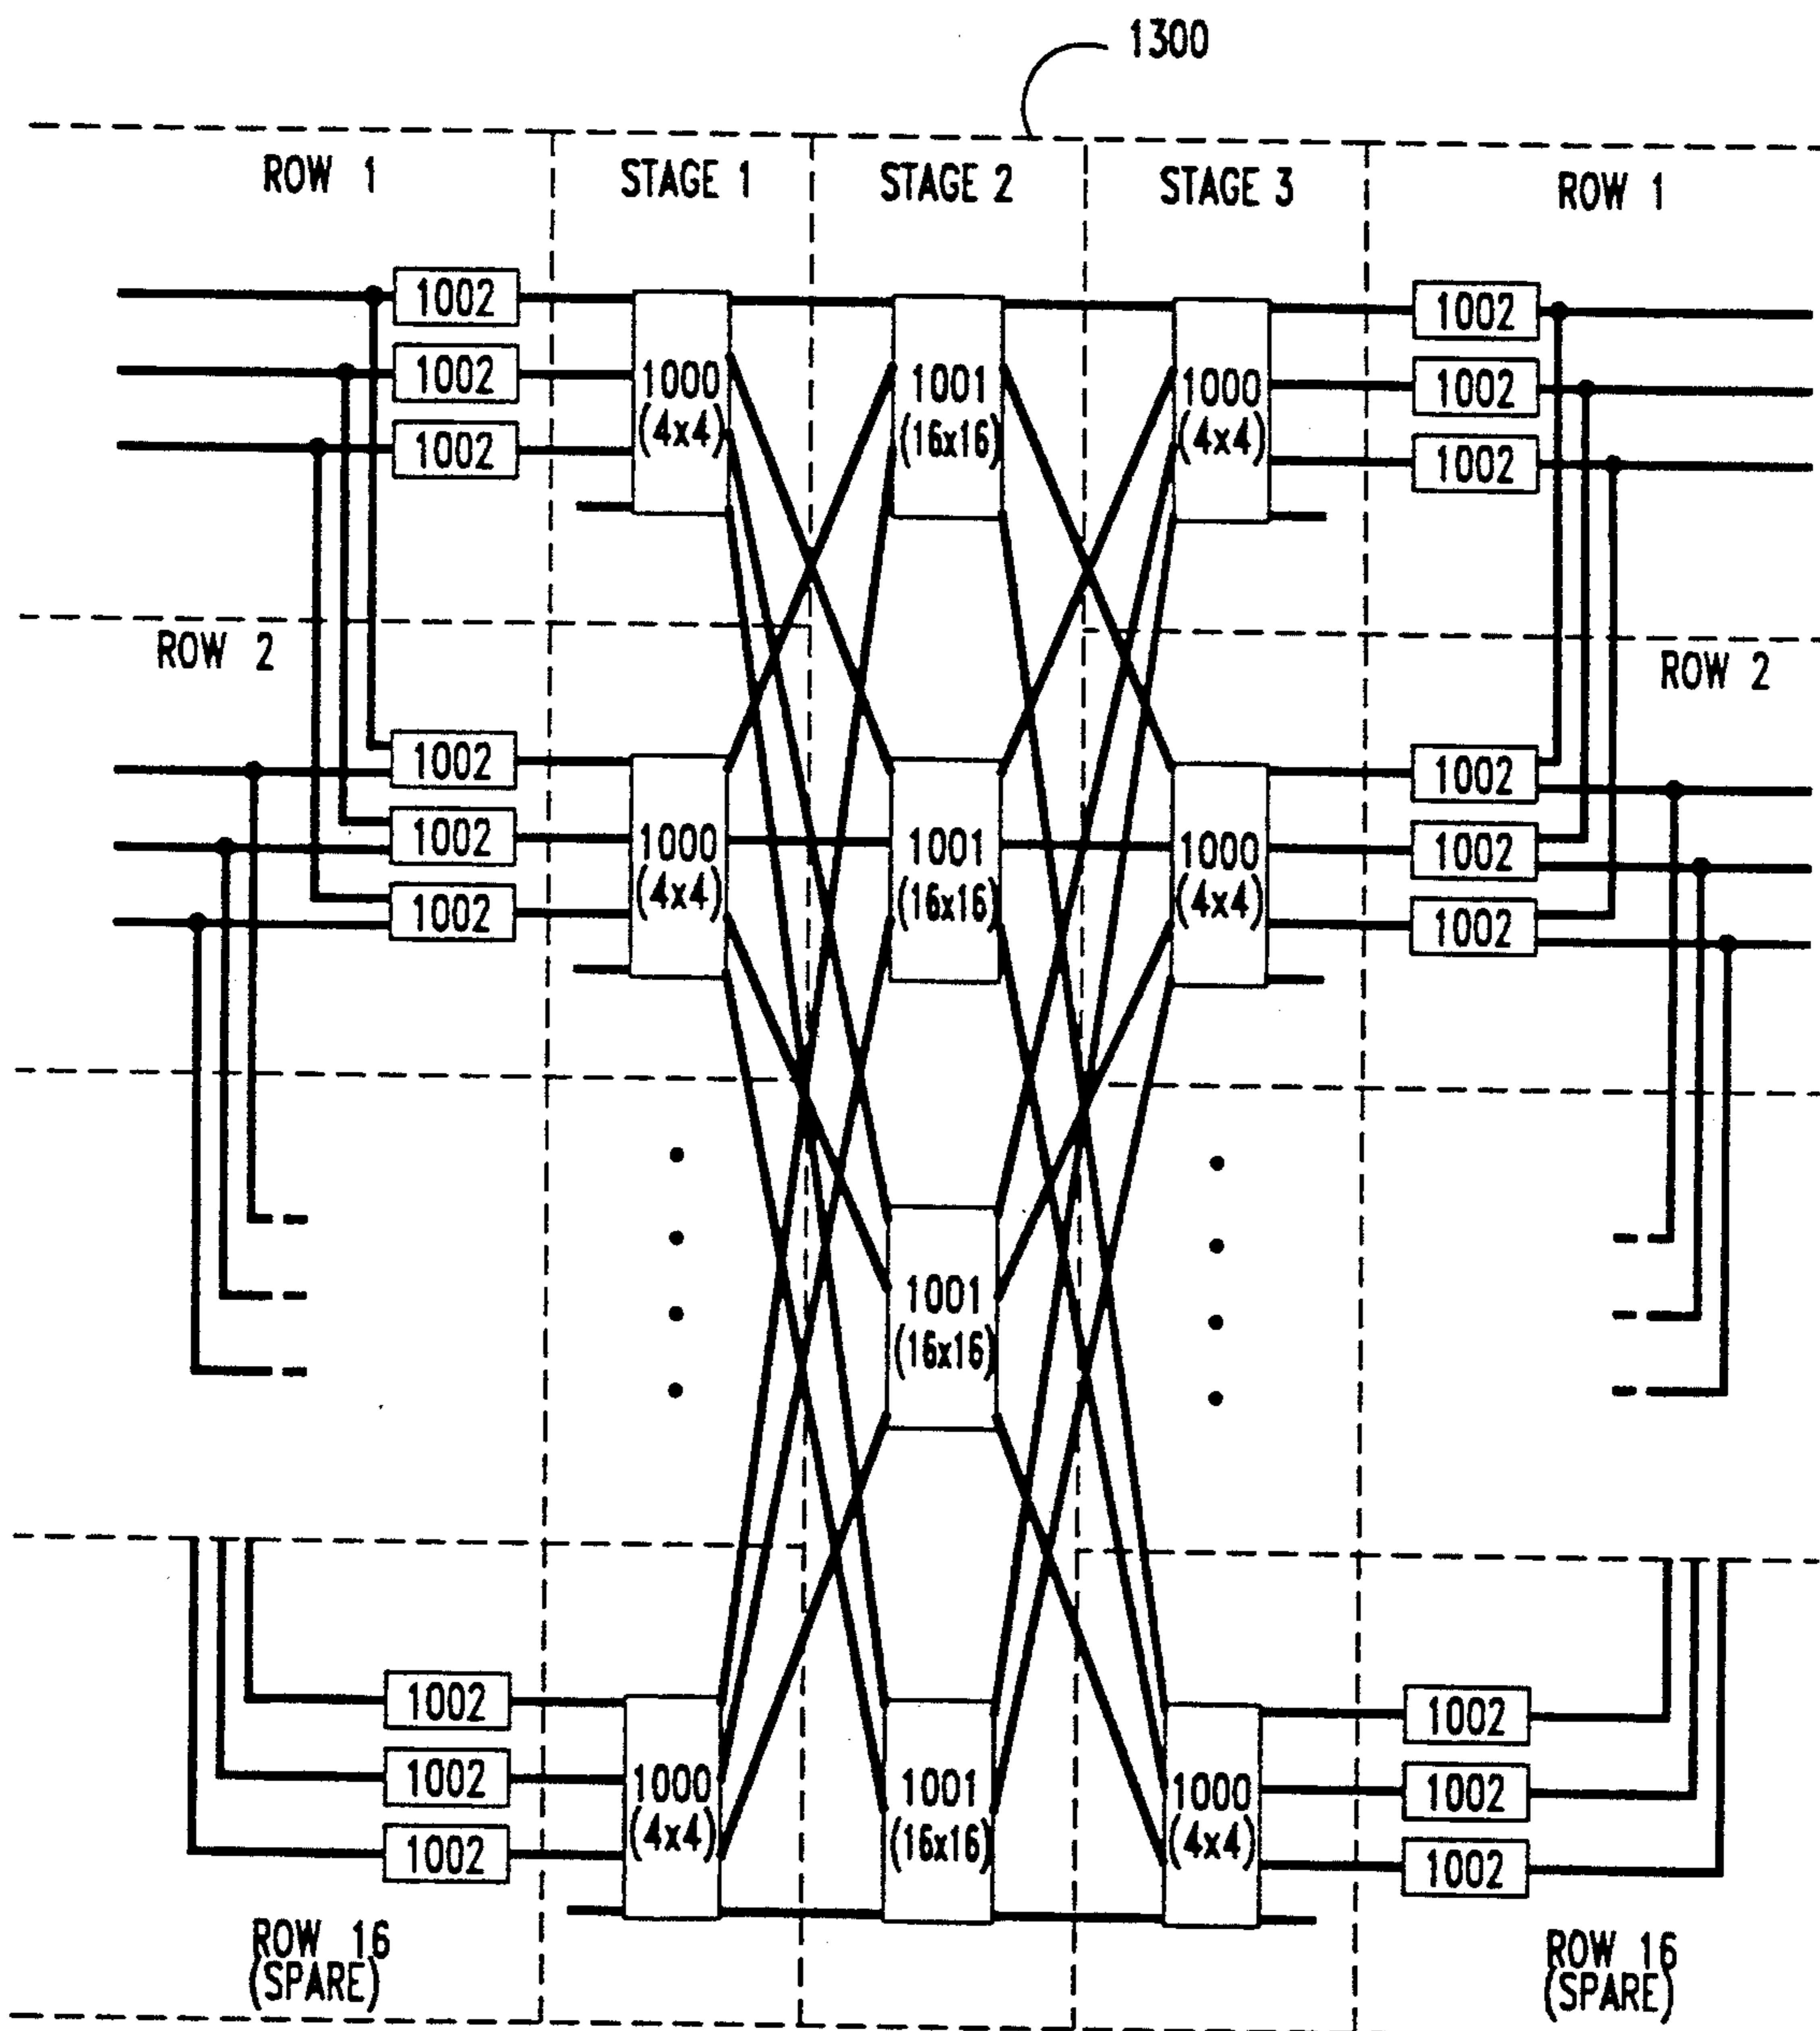 1300
ROW 1 STAGE 1 STAGE 2 STAGE 3 ROW 1
1002 1002
1002 1000 1001 1000 1002
1002 (4x4) (16x16) (4x4) 1002
ROW 2 ROW 2
1002 1002
1002 1000 1001 1000 1002
1002 (4x4) (16x16) (4x4) 1002
1001
(16x16)
1002 1002
1002 1000 1001 1000 1002
1002 (4x4) (16x16) (4x4) 1002
ROW 16 ROW 16
(SPARE) (SPARE)